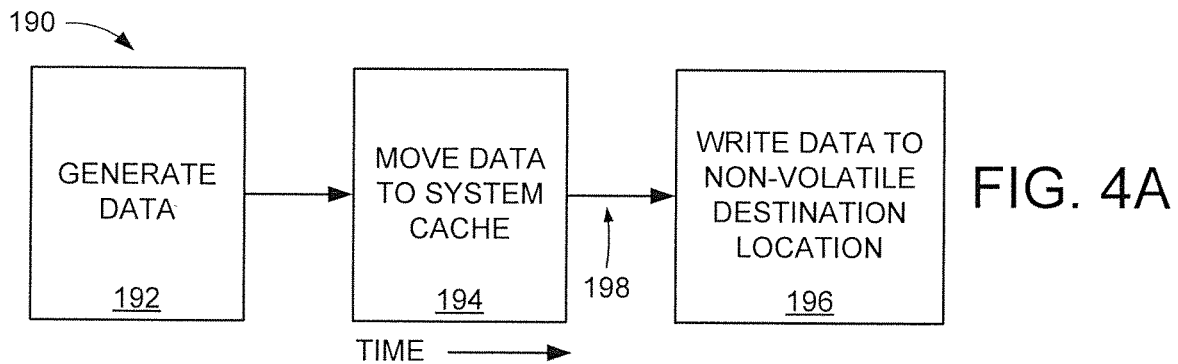 190
GENERATE
DATA
192
MOVE DATA
TO SYSTEM
CACHE
194
198
WRITE DATA TO
NON-VOLATILE
DESTINATION
LOCATION
196
FIG. 4A
TIME